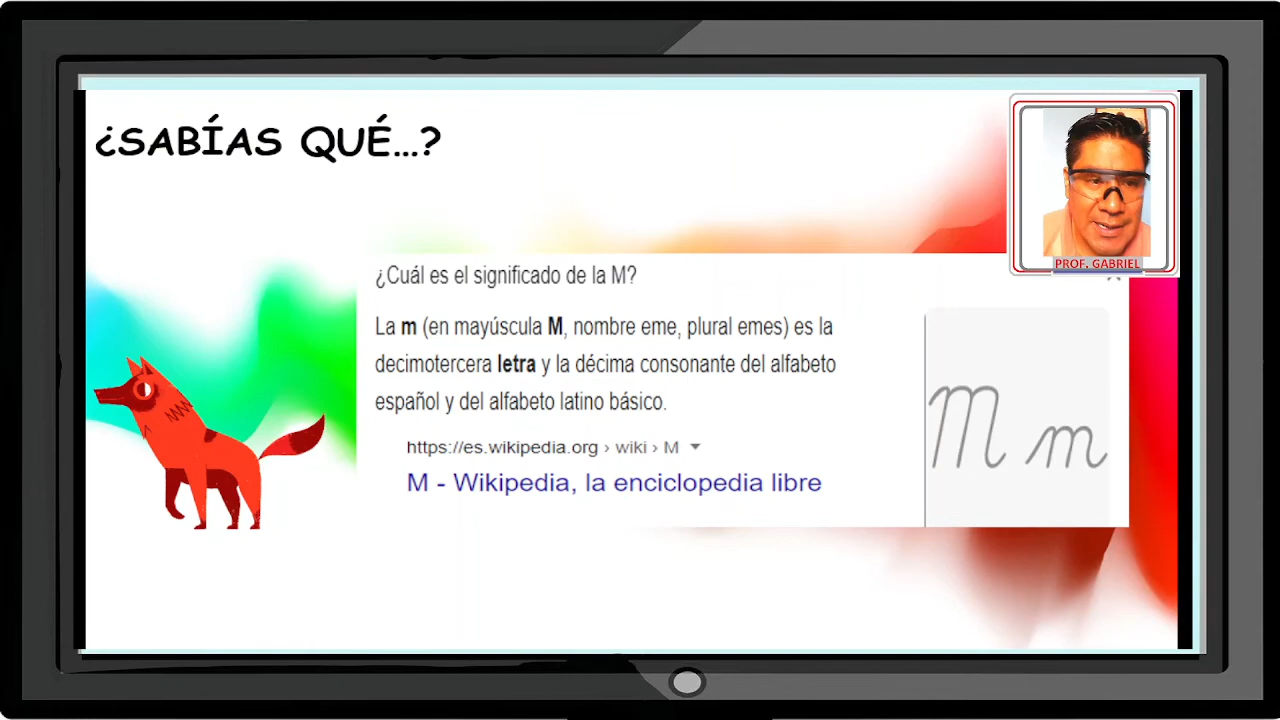 ¿SABÍAS QUÉ...?
PROF. GABRIEL
¿Cuál es el significado de la M?
La m (en mayúscula M, nombre eme, plural emes) es la
decimotercera letra y la décima consonante del alfabeto
español y del alfabeto latino básico.
https://es.wikipedia.org › wiki › M
M - Wikipedia, la enciclopedia libre
M m